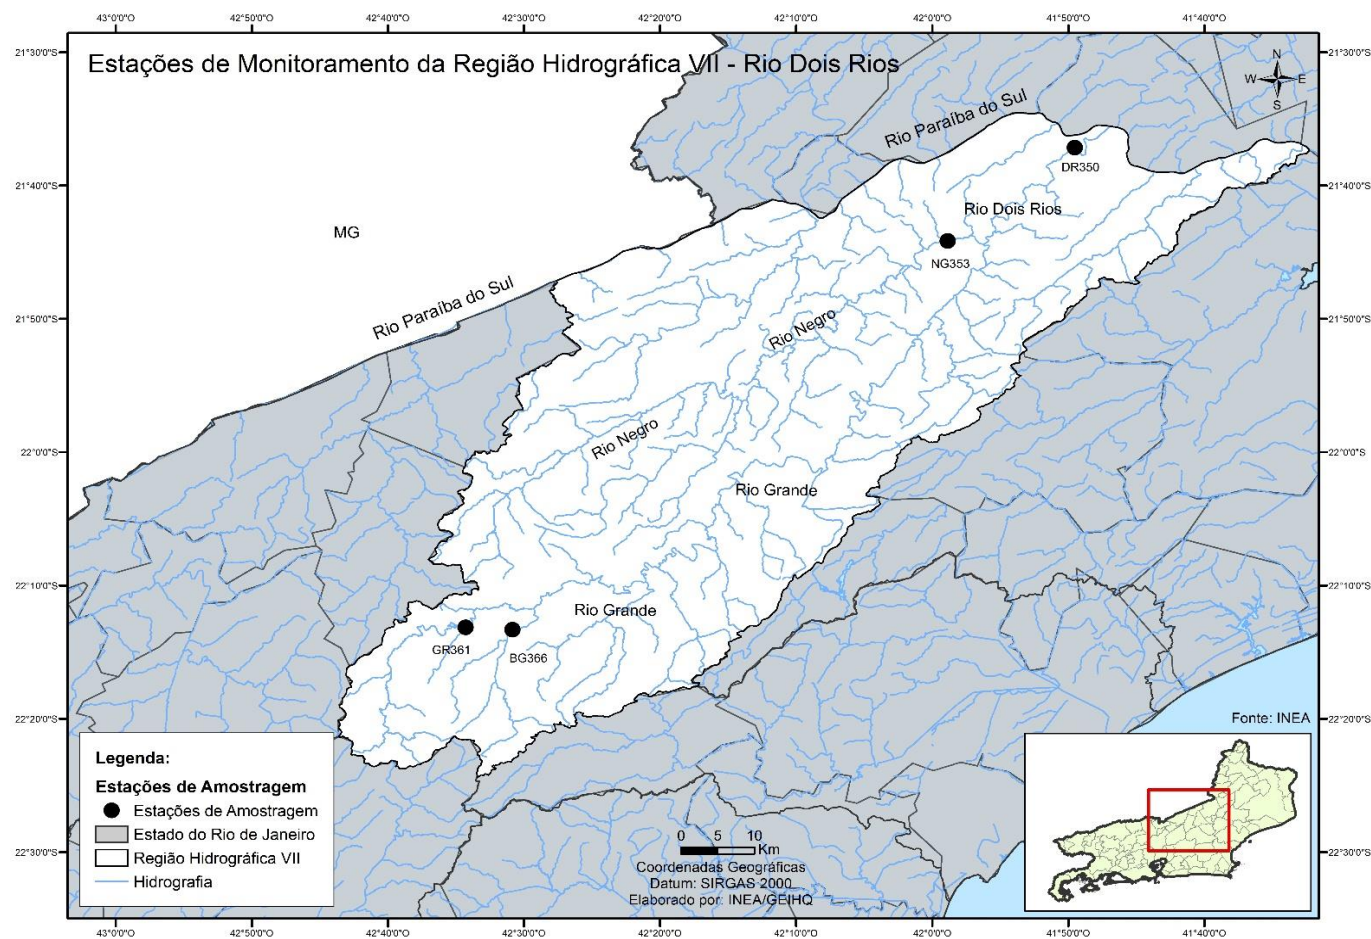 43°0'0"S 42°50'0"S 42°40'0"S 42°30'0"S 42°20'0"S 42°10'0"S 42°0'0"S 41°50'0"S 41°40'0"S
21°30'0"S 21°30'0"S
Estações de Monitoramento da Região Hidrográfica VII - Rio Dois Rios
N
W E
S
Rio Paraíba do Sul
DR350
21°40'0"S 21°40'0"S
Rio Dois Rios
MG
NG353
Rio Paraíba do Sul
21°50'0"S 21°50'0"S
Rio Negro
Rio Negro
22°0'0"S 22°0'0"S
Rio Grande
22°10'0"S 22°10'0"S
Rio Grande
GR361
BG366
22°20'0"S 22°20'0"S
Fonte: INEA
Legenda:
Estações de Amostragem
Estações de Amostragem
Estado do Rio de Janeiro
Região Hidrográfica VII
Hidrografia
0 5 10
Km
Coordenadas Geográficas
Datum: SIRGAS 2000
Elaborado por: INEA/GEIHQ
22°30'0"S 22°30'0"S
43°0'0"S 42°50'0"S 42°40'0"S 42°30'0"S 42°20'0"S 42°10'0"S 42°0'0"S 41°50'0"S 41°40'0"S